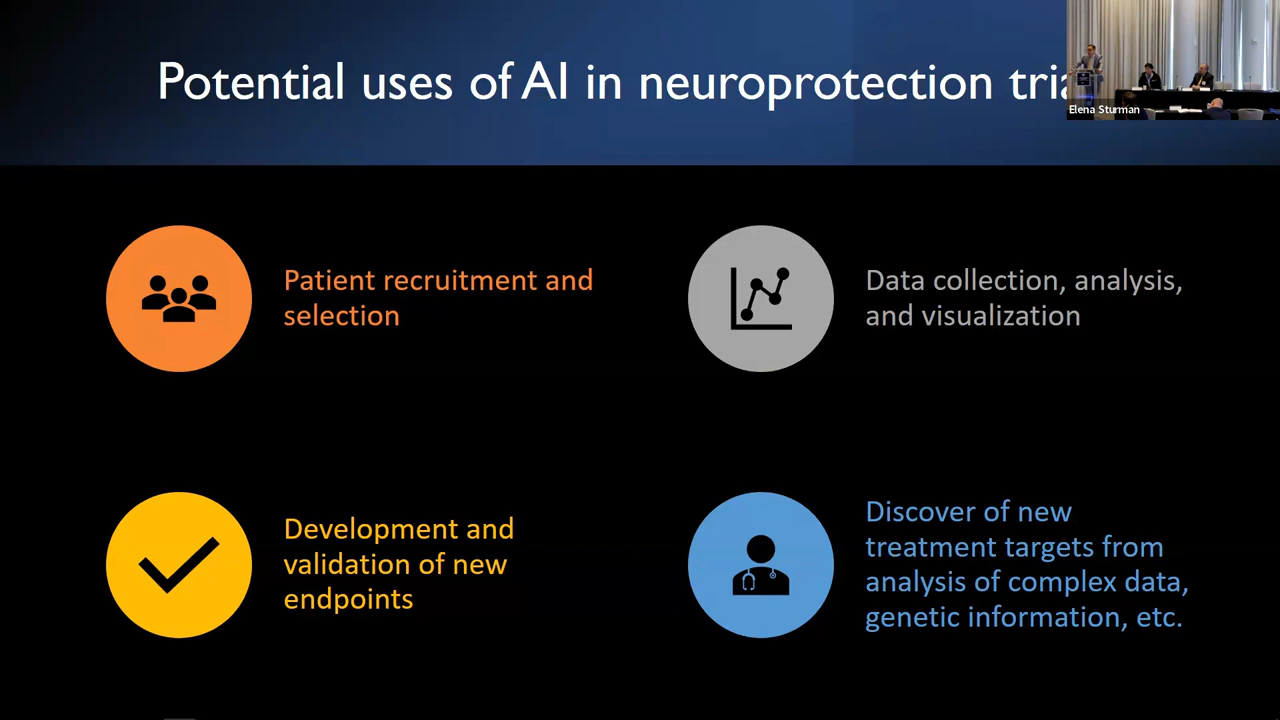 Potential uses of AI in neuroprotection
Elena Sturman
Patient recruitment and
selection
Data collection, analysis,
and visualization
Development and
validation of new
endpoints
Discover of new
treatment targets from
analysis of complex data,
genetic information, etc.